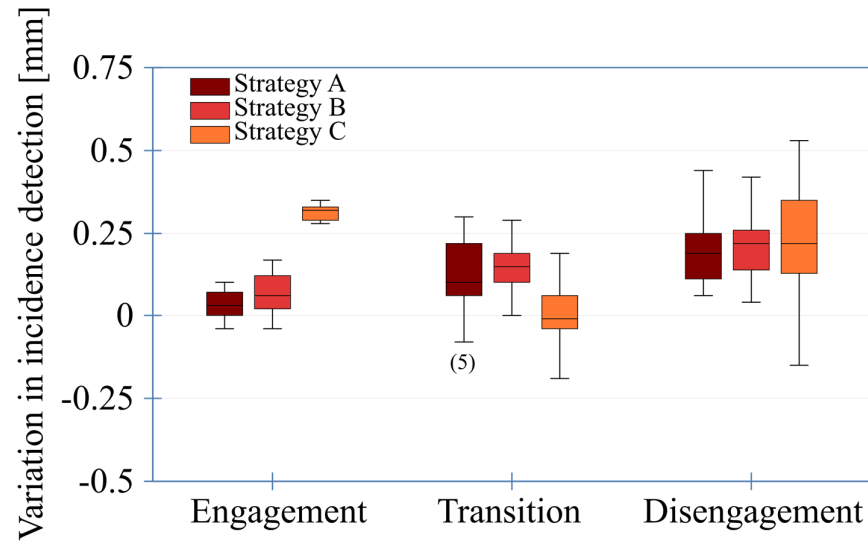 Variation in incidence detection [mm]
0.75
0.5
0.25
0
-0.25
-0.5
Strategy A
Strategy B
Strategy C
(5)
Engagement
Transition
Disengagement